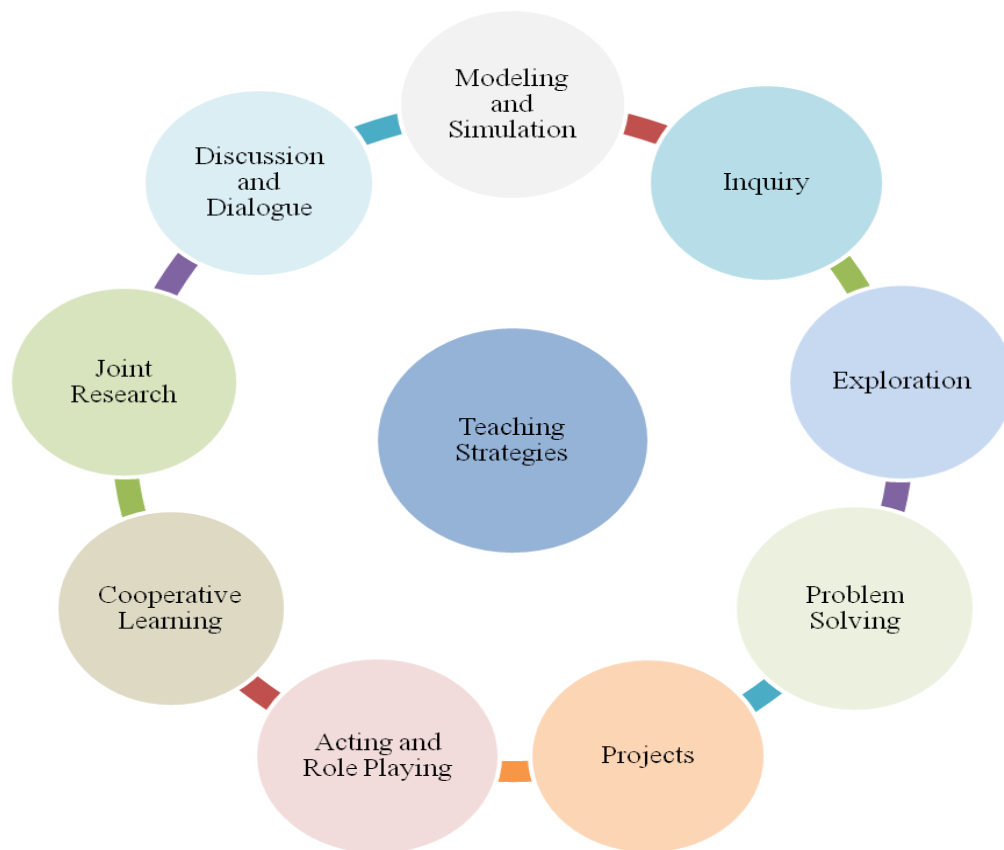 Modeling
and
Simulation
Inquiry
Exploration
Problem
Solving
Projects
Acting and
Role Playing
Cooperative
Learning
Joint
Research
Discussion
and
Dialogue
Teaching
Strategies